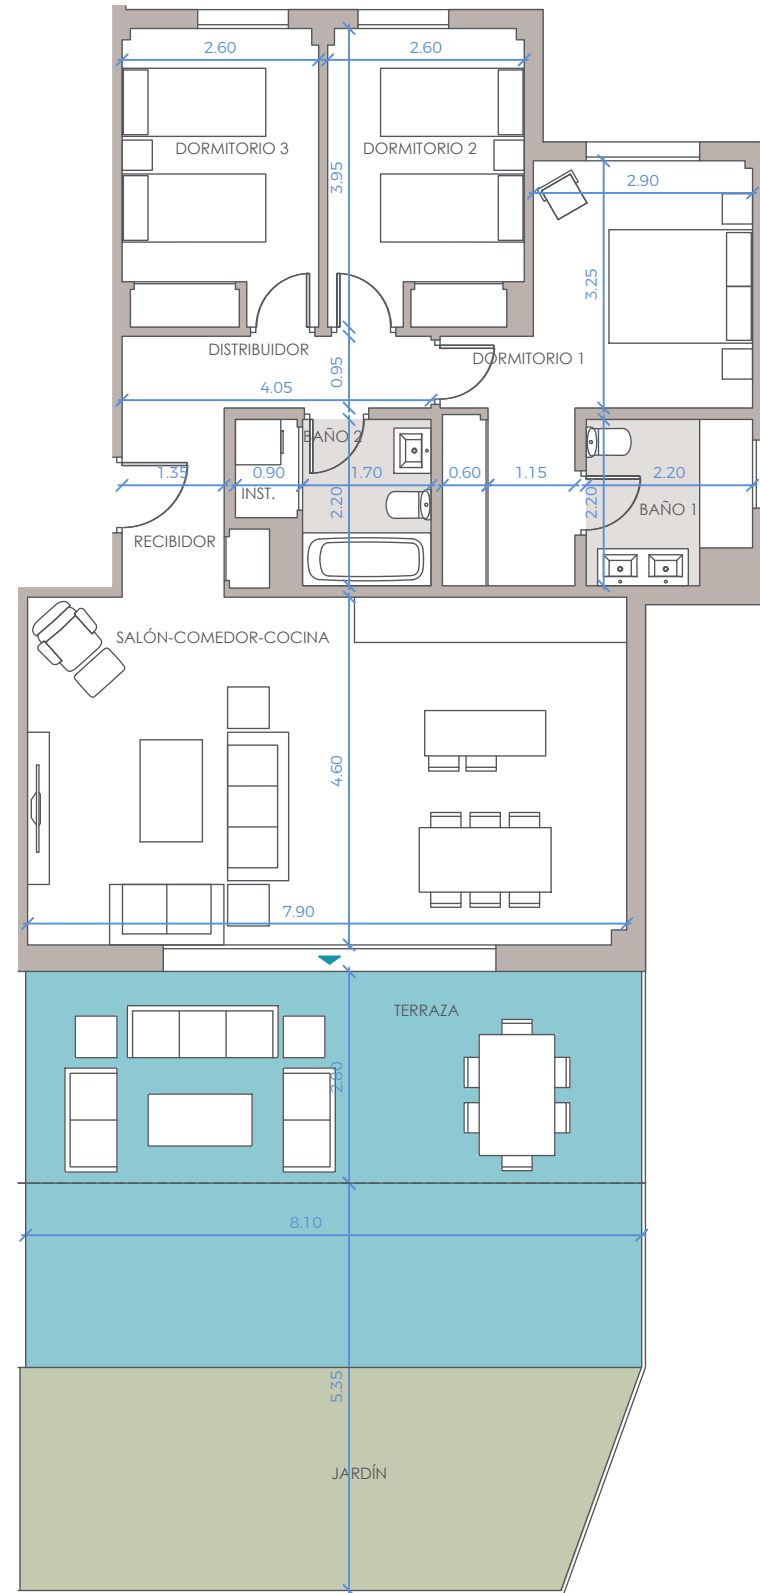 2.60
2.60
DORMITORIO 3
DORMITORIO 2
3.95
2.90
3.25
DISTRIBUIDOR
DORMITORIO 1
0.95
4.05
BAÑO 2
1.35
0.90
1.70
0.60
1.15
2.20
INST.
2.20
2.20
BAÑO 1
RECIBIDOR
SALÓN-COMEDOR-COCINA
4.60
7.90
TERRAZA
2.80
8.10
5.35
JARDÍN